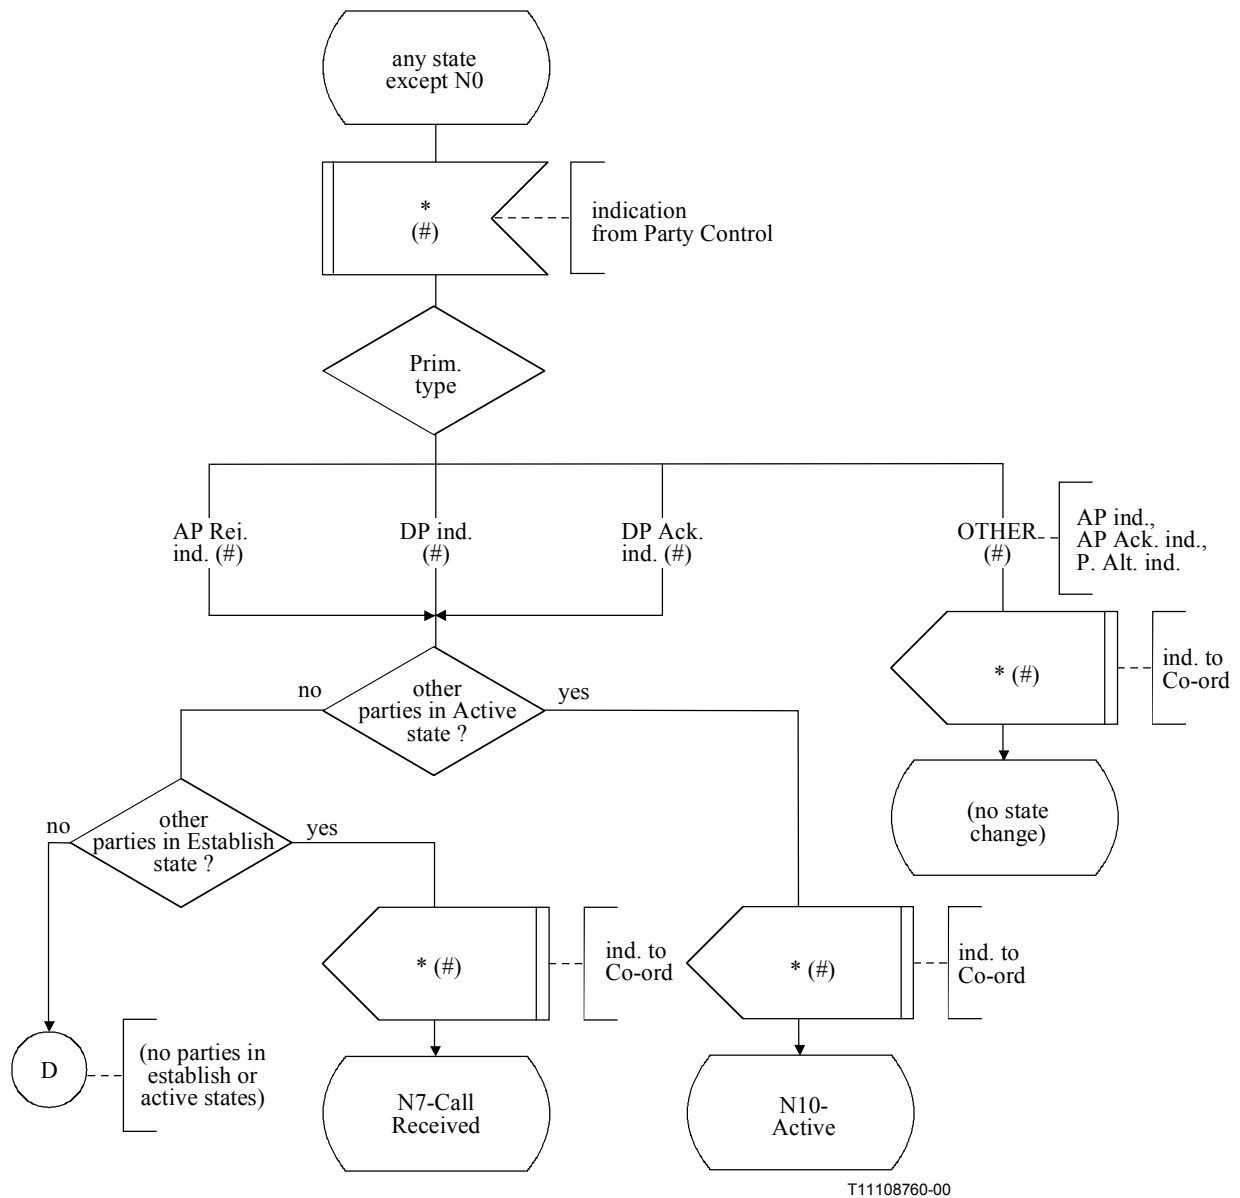 any state
except N0
*
(#)
indication
from Party Control
Prim.
type
AP Rej.
ind. (#)
DP ind.
(#)
DP Ack.
ind. (#)
OTHER
(#)
AP ind.,
AP Ack. ind.,
P. Alt. ind.
* (#)
ind. to
Co-ord
no
other
parties in Active
state ?
yes
(no state
change)
no
other
parties in Establish
state ?
yes
* (#)
ind. to
Co-ord
* (#)
ind. to
Co-ord
D
(no parties in
establish or
active states)
N7-Call
Received
N10-
Active
T11108760-00